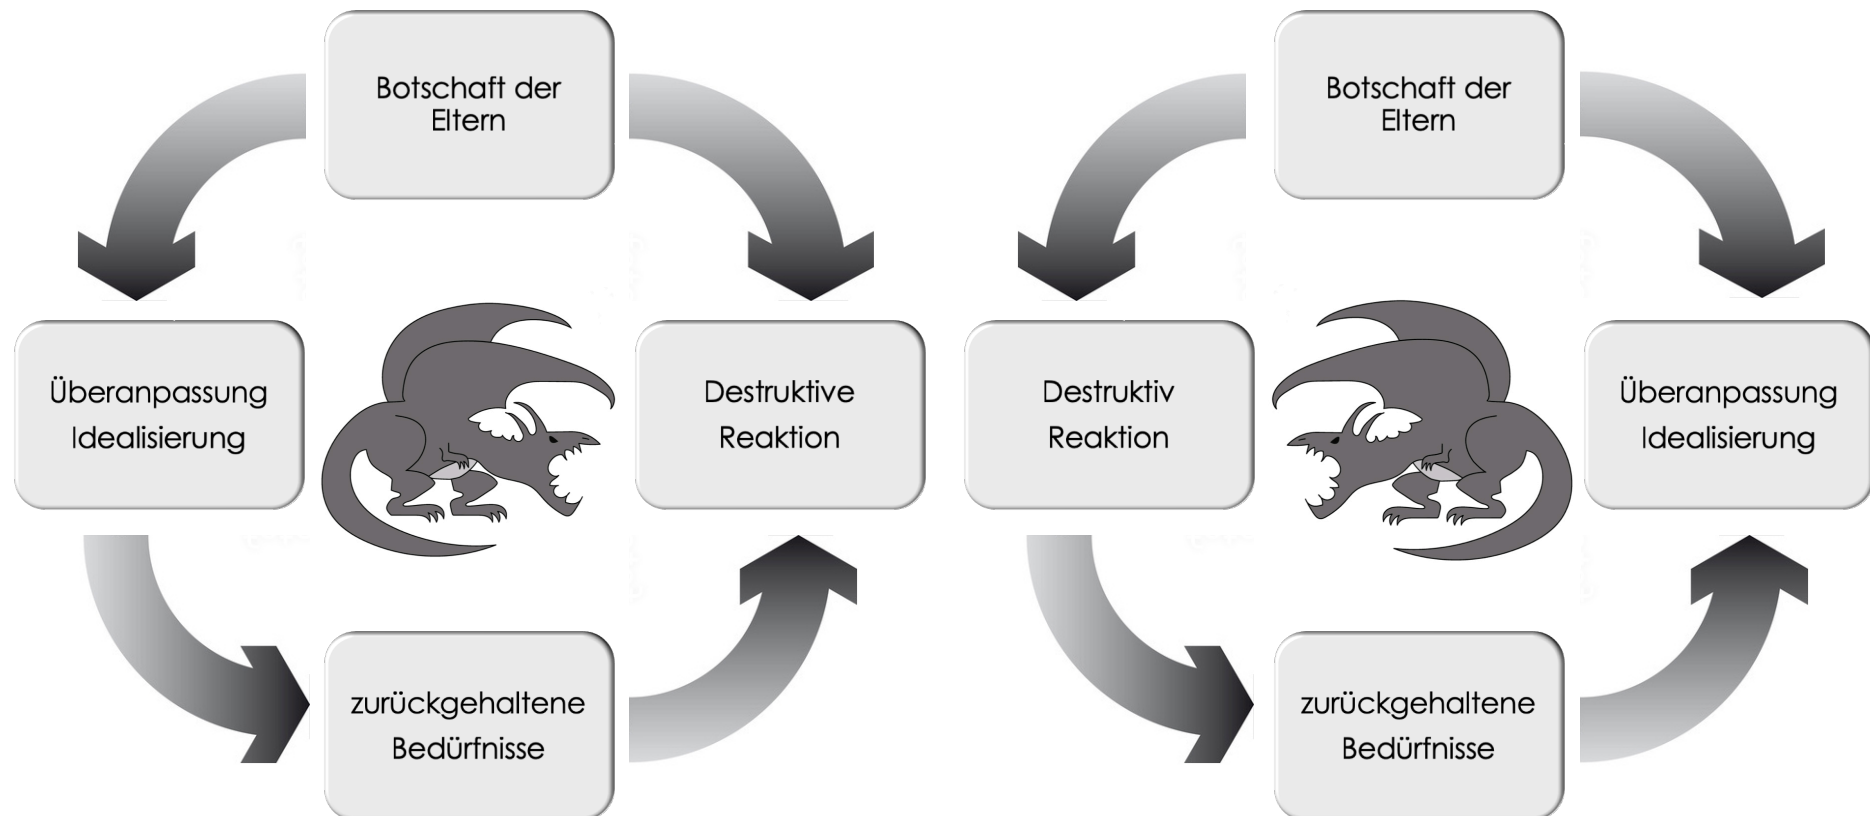 Botschaft der
Eltern
Überanpassung
Idealisierung
Destruktive
Reaktion
zurückgehaltene
Bedürfnisse
Botschaft der
Eltern
Destruktiv
Reaktion
Überanpassung
Idealisierung
zurückgehaltene
Bedürfnisse